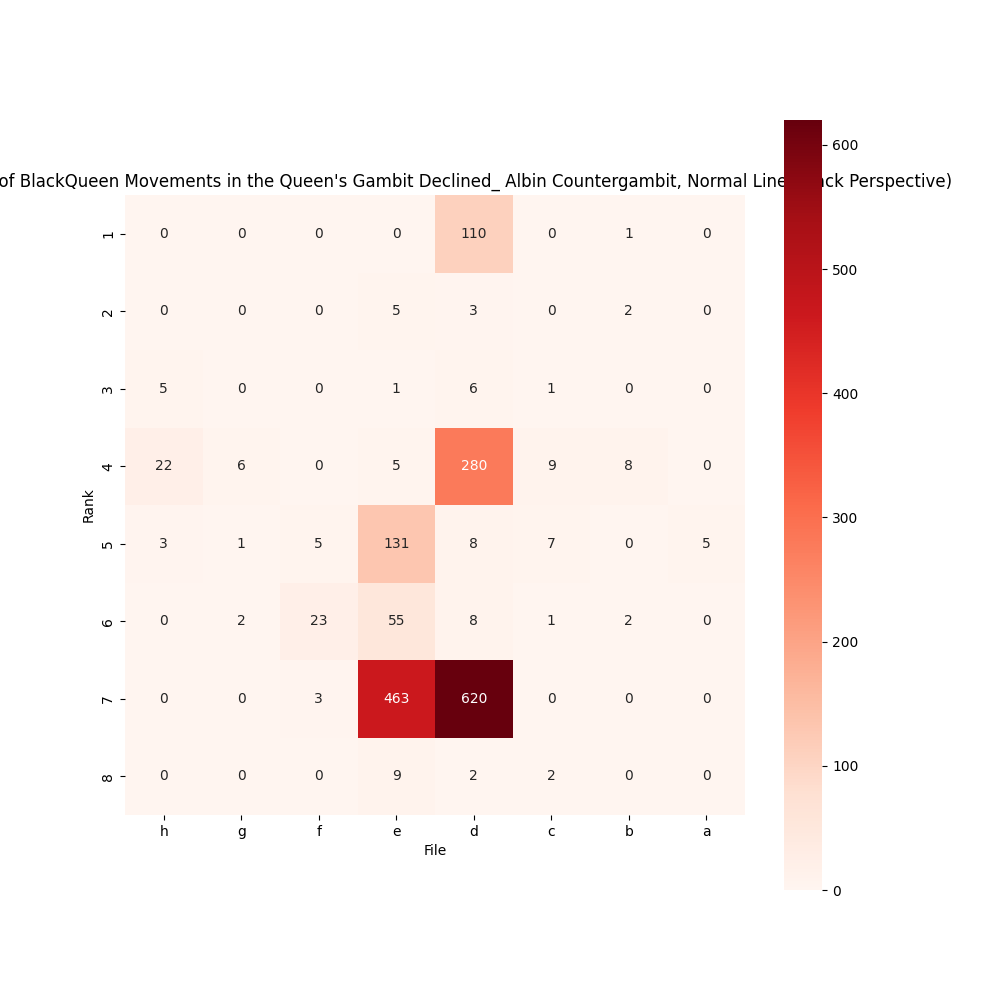 of BlackQueen Movements in the Queen's Gambit Declined_ Albin Countergambit, Normal Line Perspective)
600
1 0 0 0 0 110 0 1 0
500
2 0 0 0 5 3 0 2 0
3 5 0 0 1 6 1 0 0
400
4 22 6 0 5 280 9 8 0
Rank
300
5 3 1 5 131 8 7 0 5
6 0 2 23 55 8 1 2 0
200
7 0 0 3 463 620 0 0 0
100
8 0 0 0 9 2 2 0 0
h g f e d c b a
File
0